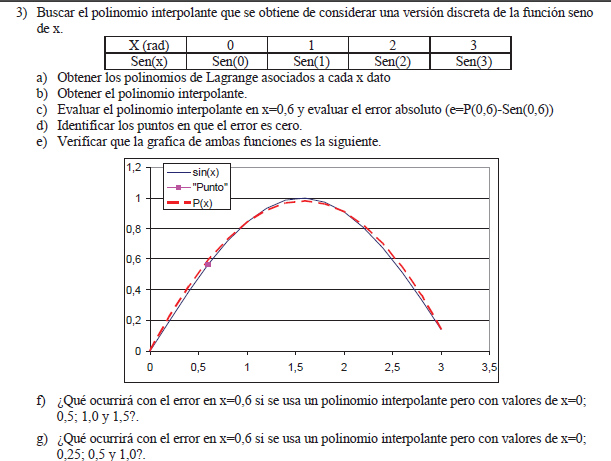 3) Buscar el polinomio interpolante que se obtiene de considerar una versión discreta de la función seno
de x.
X (rad) 0 1 2 3
Sen(x) Sen(0) Sen(1) Sen(2) Sen(3)
a) Obtener los polinomios de Lagrange asociados a cada x dato
b) Obtener el polinomio interpolante.
c) Evaluar el polinomio interpolante en x=0,6 y evaluar el error absoluto (e=P(0,6)-Sen(0,6))
d) Identificar los puntos en que el error es cero.
e) Verificar que la grafica de ambas funciones es la siguiente.
1,2
sin(x)
"Punto"
P(x)
1
0,8
0,6
0,4
0,2
0
0 0,5 1 1,5 2 2,5 3 3,5
f) ¿Qué ocurrirá con el error en x=0,6 si se usa un polinomio interpolante pero con valores de x=0;
0,5; 1,0 y 1,5?.
g) ¿Qué ocurrirá con el error en x=0,6 si se usa un polinomio interpolante pero con valores de x=0;
0,25; 0,5 y 1,0?.